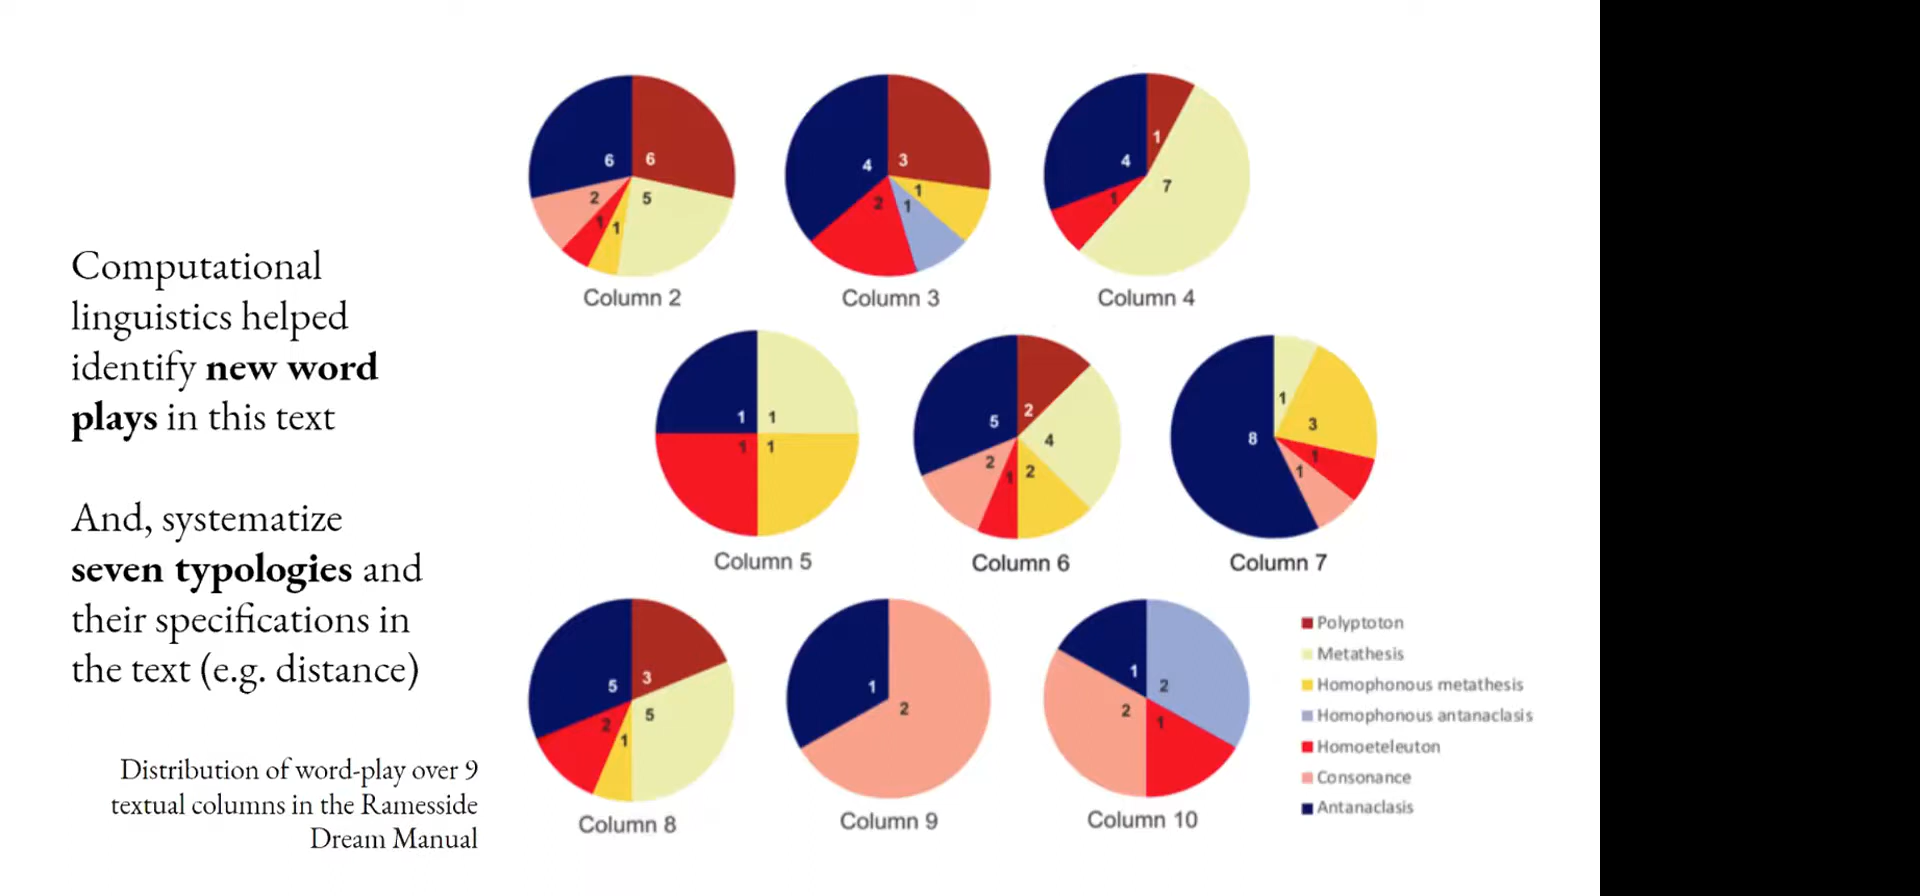 Computational
linguistics helped
identify new word
plays in this text
And, systematize
seven typologies and
their specifications in
the text (e.g. distance)
Distribution of word-play over 9
textual columns in the Ramesside
Dream Manual
6 6
2 5
1 1
Column 2
4 3
1
2 1
Column 3
1
4
7
1
Column 4
1 1
1 1
Column 5
2
5
4
2 2
1
Column 6
1
3
8
1
1
Column 7
3
5
5
2
1
Column 8
1
2
Column 9
1
2
2
1
Column 10
Polyptoton
Metathesis
Homophonous metathesis
Homophonous antanaclasis
Homoeteleuton
Consonance
Antanaclasis